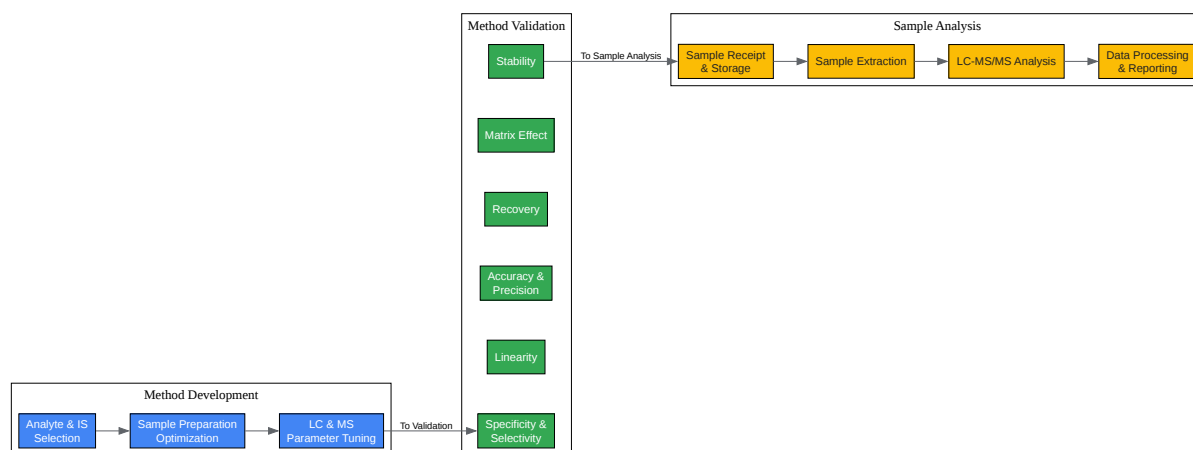 Method Validation
Stability
Matrix Effect
Recovery
Accuracy &
Precision
Linearity
Specificity &
Selectivity
To Sample Analysis
Sample Analysis
Sample Receipt
& Storage
Sample Extraction
LC-MS/MS Analysis
Data Processing
& Reporting
Method Development
Analyte & IS
Selection
Sample Preparation
Optimization
LC & MS
Parameter Tuning
To Validation